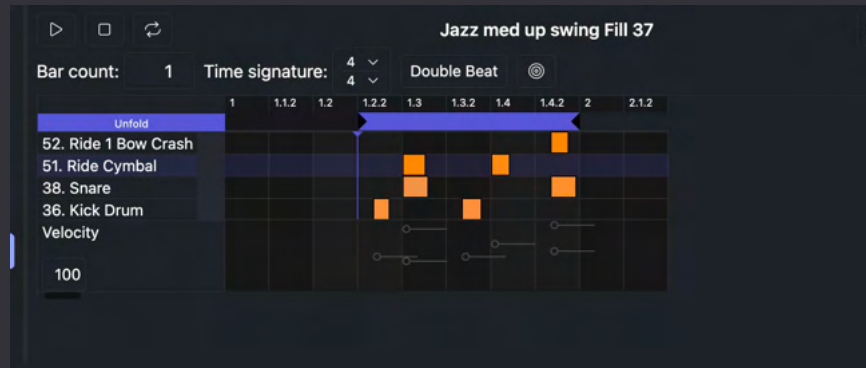 Jazz med up swing Fill 37
Bar count: 1 Time signature: 4 4 Double Beat
1 1.1.2 1.2 1.2.2 1.3 1.3.2 1.4 1.4.2 2 2.1.2
Unfold
52. Ride 1 Bow Crash
51. Ride Cymbal
38. Snare
36. Kick Drum
Velocity
100